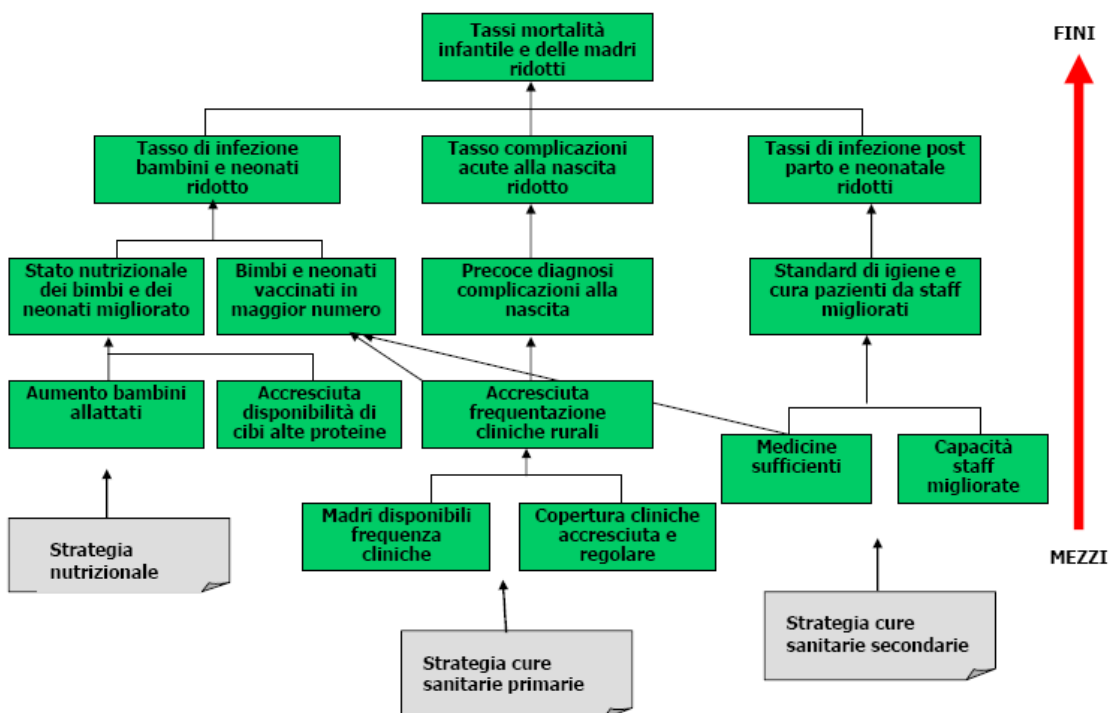 Tassi mortalità
infantile e delle madri
ridotti
FINI
Tasso di infezione
bambini e neonati
ridotto
Tasso complicazioni
acute alla nascita
ridotto
Tassi di infezione post
parto e neonatale
ridotti
Stato nutrizionale
dei bimbi e dei
neonati migliorato
Bimbi e neonati
vaccinati in
maggior numero
Precoce diagnosi
complicazioni alla
nascita
Standard di igiene e
cura pazienti da staff
migliorati
Aumento bambini
allattati
Accresciuta
disponibilità di
cibi alte proteine
Accresciuta
frequentazione
cliniche rurali
Medicine
sufficienti
Capacità
staff
migliorate
Madri disponibili
frequenza
cliniche
Copertura cliniche
accresciuta e
regolare
MEZZI
Strategia
nutrizionale
Strategia cure
sanitarie primarie
Strategia cure
sanitarie secondarie